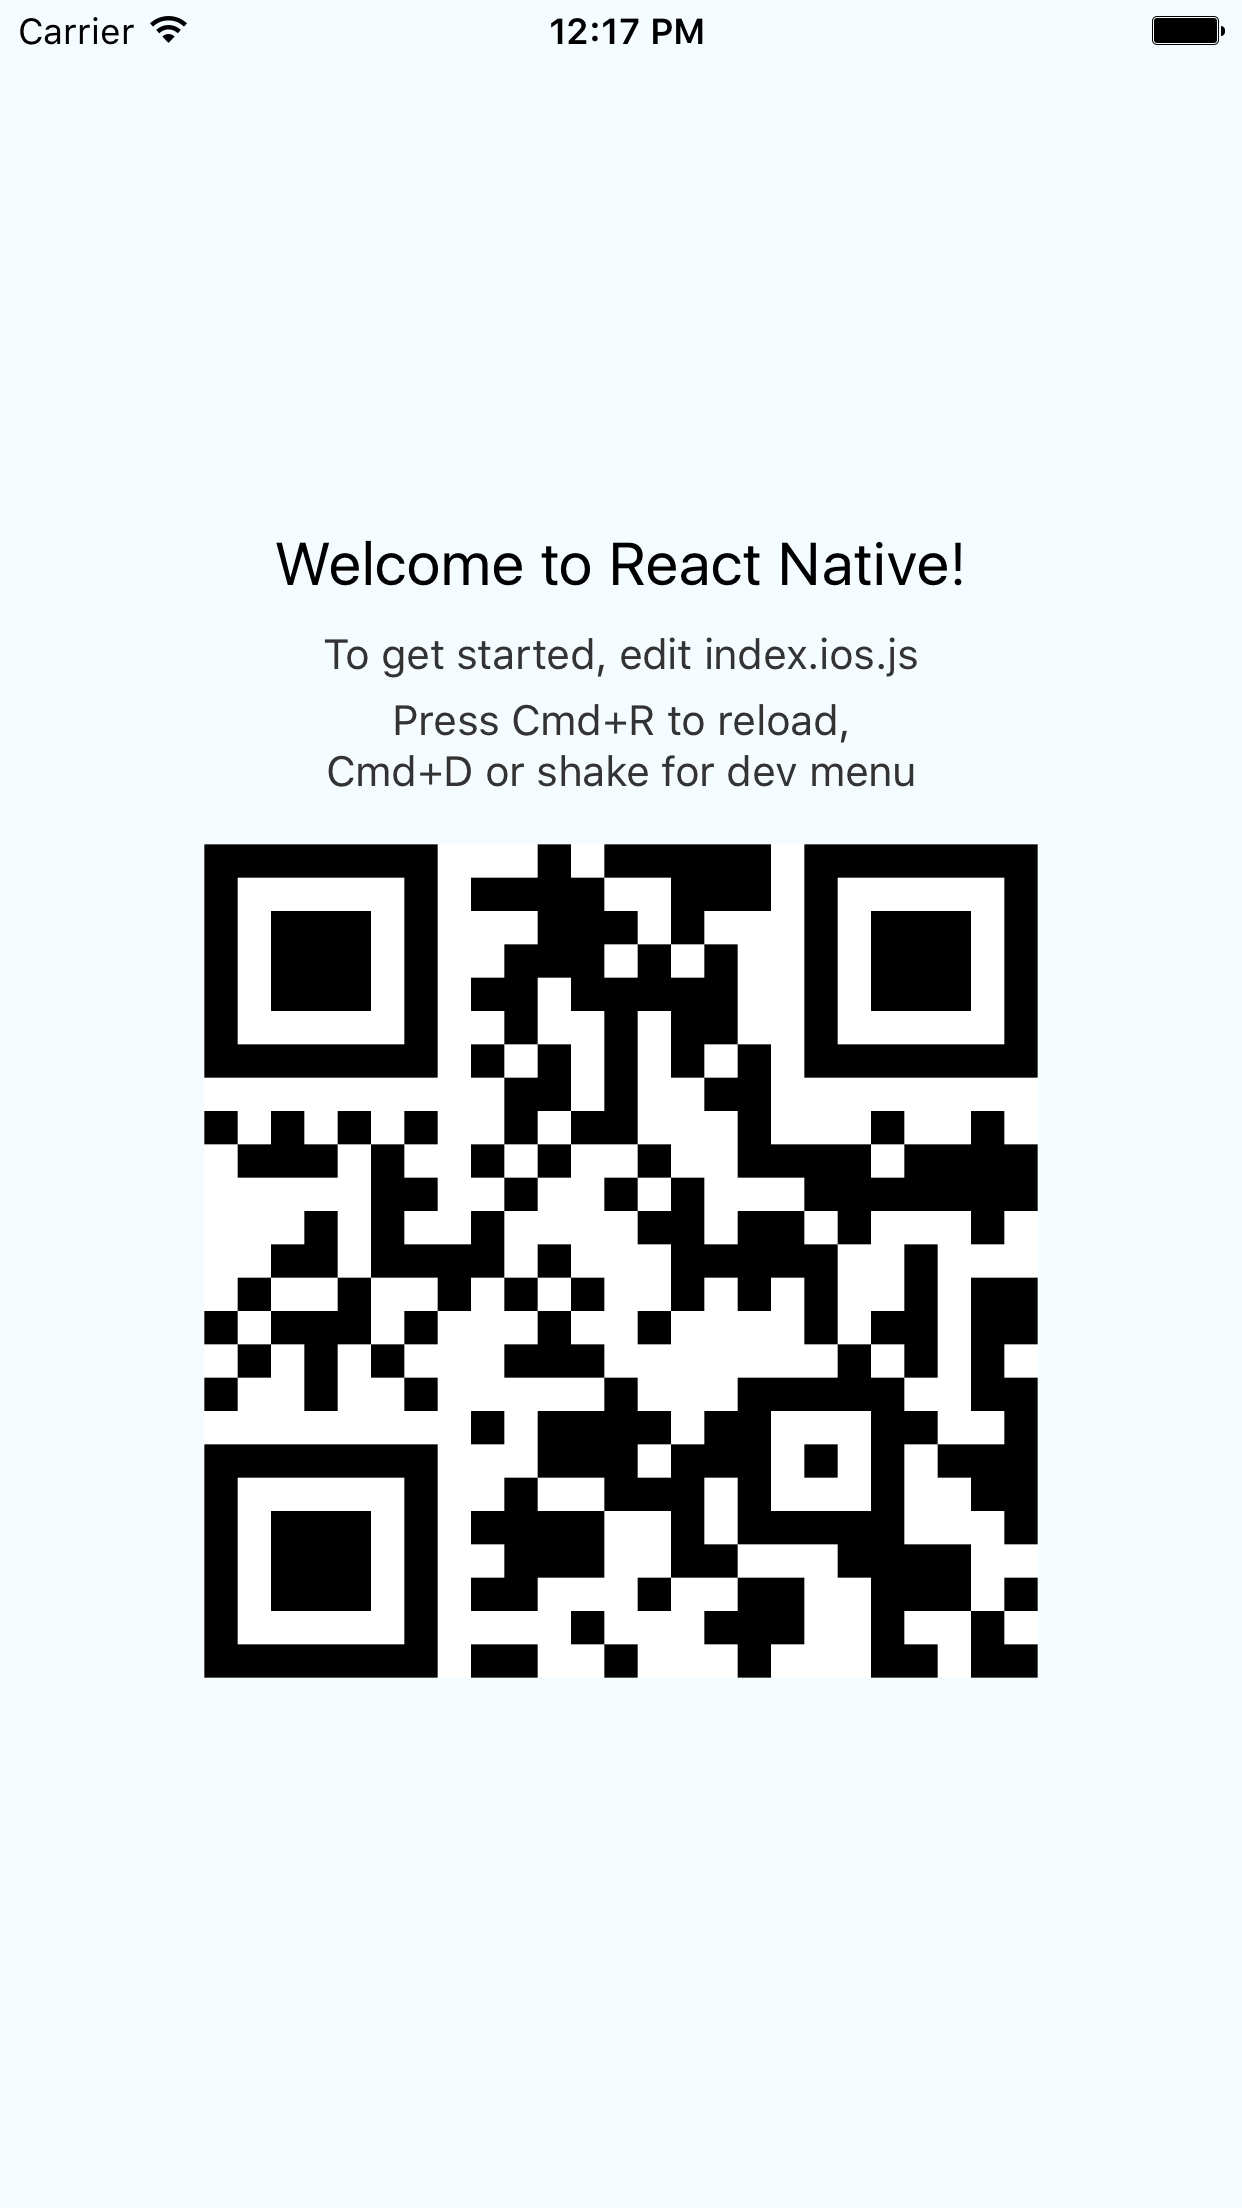 Carrier
12:17 PM
Welcome to React Native!
To get started, edit index.ios.js
Press Cmd+R to reload,
Cmd+D or shake for dev menu